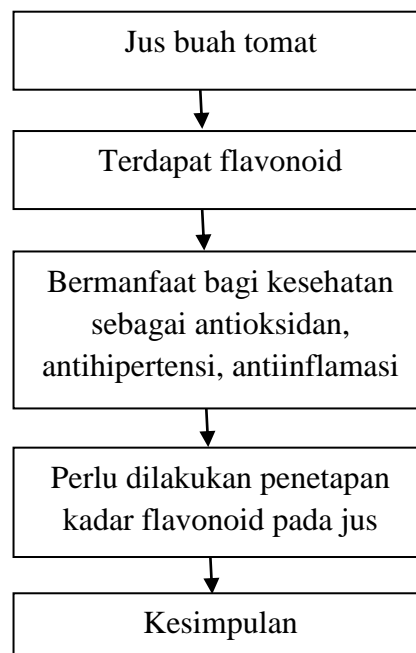 Jus buah tomat
Terdapat flavonoid
Bermanfaat bagi kesehatan
sebagai antioksidan,
antihipertensi, antiinflamasi
Perlu dilakukan penetapan
kadar flavonoid pada jus
Kesimpulan